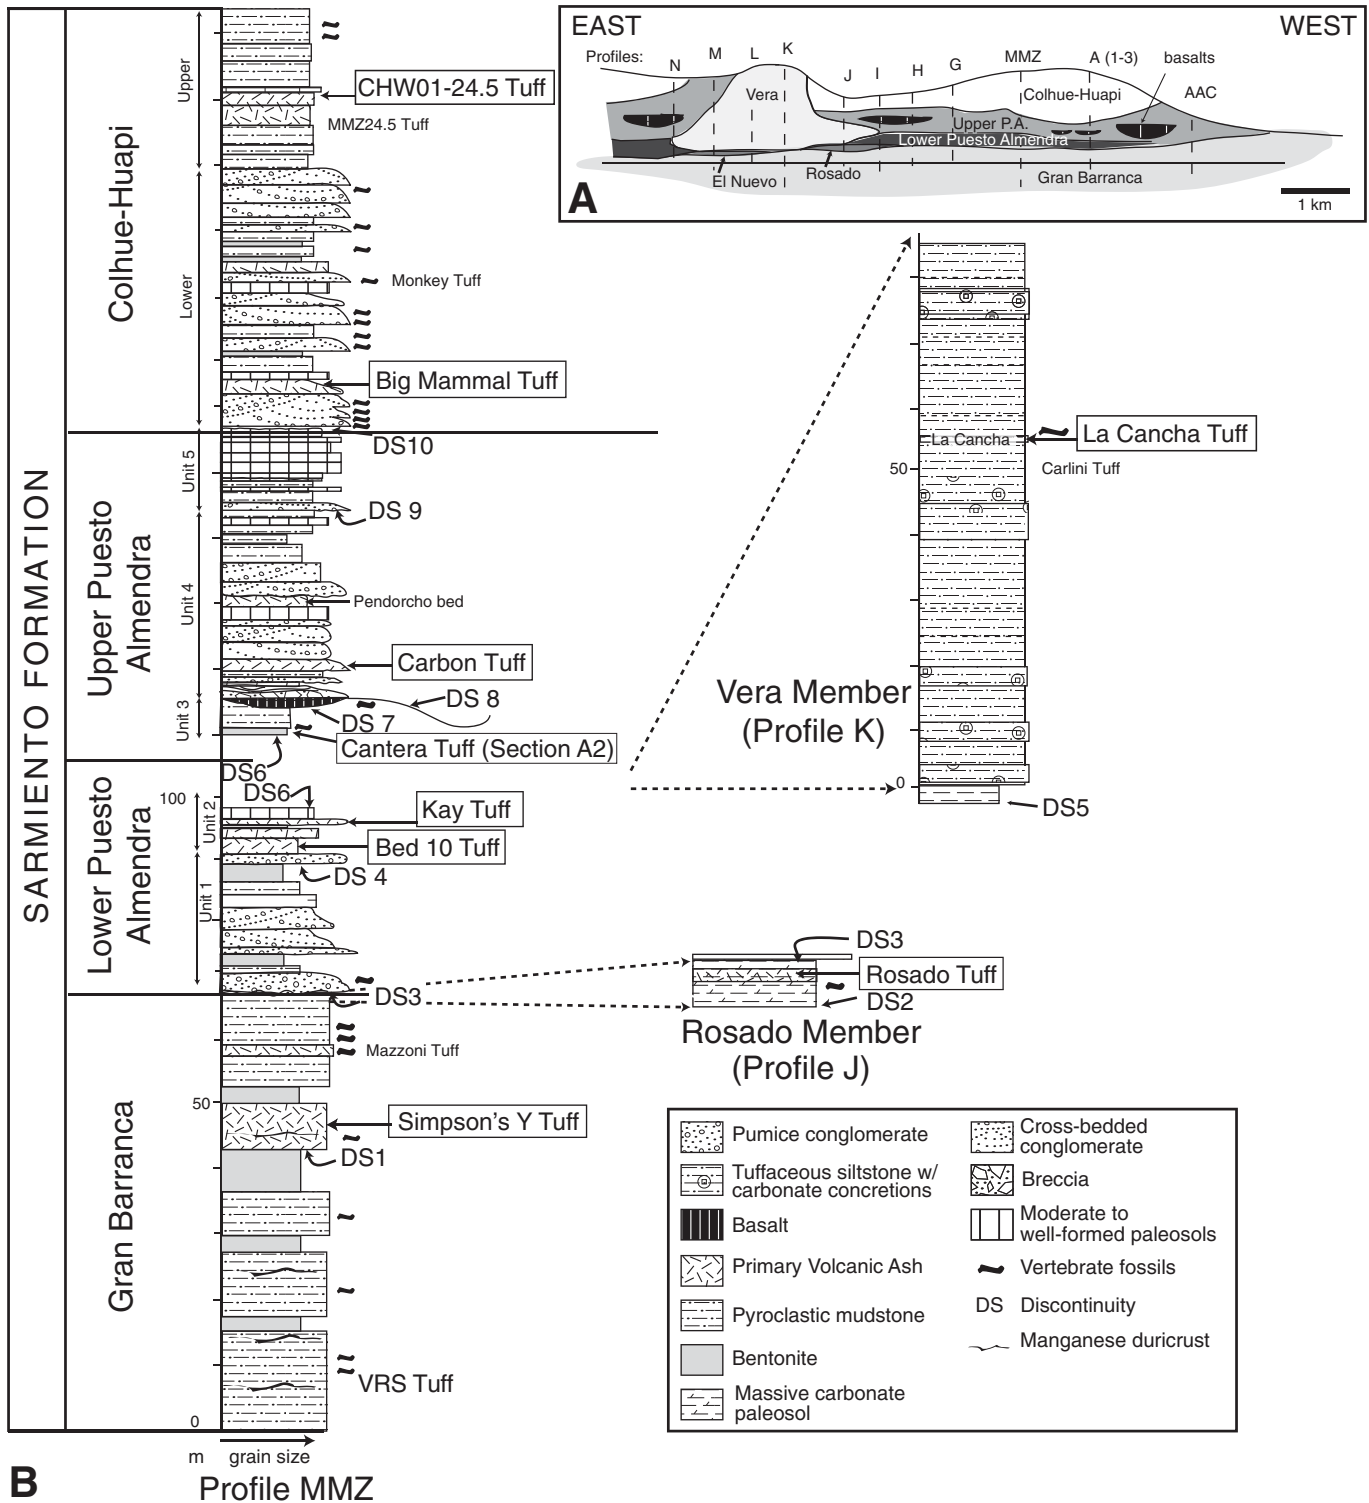 EAST
WEST
Profiles:
N
M
L
K
J
I
H
G
MMZ
A (1-3)
basalts
AAC
Vera
Colhue-Huapi
Upper P.A.
Lower Puesto Almendra
El Nuevo
Rosado
Gran Barranca
A
1 km
SARMIENTO FORMATION
Colhue-Huapi
Upper
Lower
CHW01-24.5 Tuff
MMZ24.5 Tuff
Monkey Tuff
Big Mammal Tuff
DS10
Upper Puesto
Almendra
Unit 5
Unit 4
Unit 3
DS 9
Pendorcho bed
Carbon Tuff
DS 8
DS 7
Cantera Tuff (Section A2)
DS6
Lower Puesto
Almendra
Unit 2
Unit 1
100
DS6
Kay Tuff
Bed 10 Tuff
DS 4
DS3
Gran Barranca
Mazzoni Tuff
50
Simpson's Y Tuff
DS1
VRS Tuff
0
m
grain size
B
Profile MMZ
La Cancha
La Cancha Tuff
Carlini Tuff
50
Vera Member
(Profile K)
0
DS5
DS3
Rosado Tuff
DS2
Rosado Member
(Profile J)
Pumice conglomerate
Tuffaceous siltstone w/
carbonate concretions
Basalt
Primary Volcanic Ash
Pyroclastic mudstone
Bentonite
Massive carbonate
paleosol
Cross-bedded
conglomerate
Breccia
Moderate to
well-formed paleosols
Vertebrate fossils
DS Discontinuity
Manganese duricrust